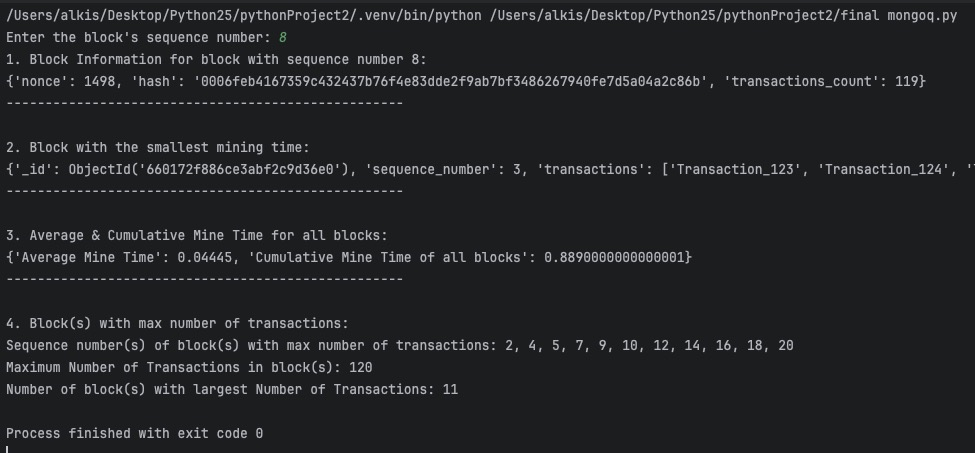 /Users/alkis/Desktop/Python25/pythonProject2/.venv/bin/python /Users/alkis/Desktop/Python25/pythonProject2/final mongoq.py
Enter the block's sequence number: 8
1. Block Information for block with sequence number 8:
{'nonce': 1498, 'hash': '0006feb4167359c432437b76f4e83dde2f9ab7bf3486267940fe7d5a04a2c86b', 'transactions_count': 119}
---------------------------------------------------
2. Block with the smallest mining time:
{'_id': ObjectId('660172f886ce3abf2c9d36e0'), 'sequence_number': 3, 'transactions': ['Transaction_123', 'Transaction_124', '
---------------------------------------------------
3. Average & Cumulative Mine Time for all blocks:
{'Average Mine Time': 0.04445, 'Cumulative Mine Time of all blocks': 0.8890000000000001}
---------------------------------------------------
4. Block(s) with max number of transactions:
Sequence number(s) of block(s) with max number of transactions: 2, 4, 5, 7, 9, 10, 12, 14, 16, 18, 20
Maximum Number of Transactions in block(s): 120
Number of block(s) with largest Number of Transactions: 11
Process finished with exit code 0